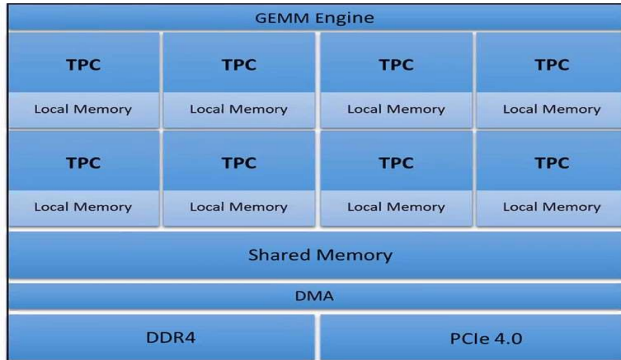 GEMM Engine
TPC TPC TPC TPC
Local Memory Local Memory Local Memory Local Memory
TPC TPC TPC TPC
Local Memory Local Memory Local Memory Local Memory
Shared Memory
DMA
DDR4 PCIe 4.0